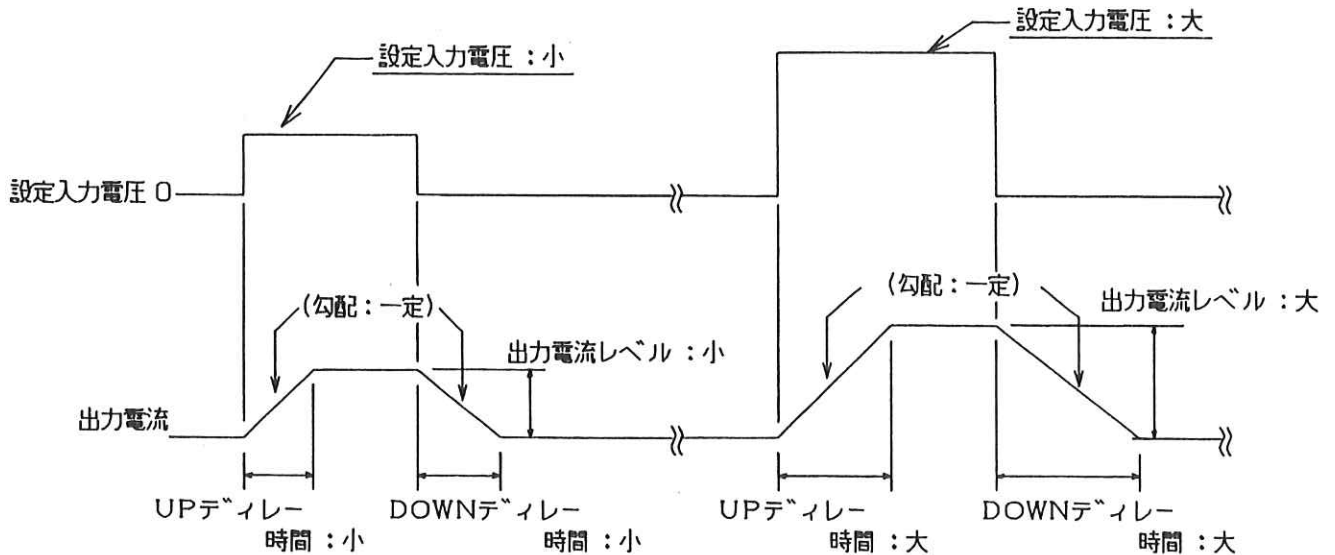 設定入力電圧：大
設定入力電圧：小
設定入力電圧 0
(勾配：一定)
(勾配：一定)
出力電流レベル：大
出力電流レベル：小
出力電流
UPディレー
時間：小
DOWNディレー
時間：小
UPディレー
時間：大
DOWNディレー
時間：大